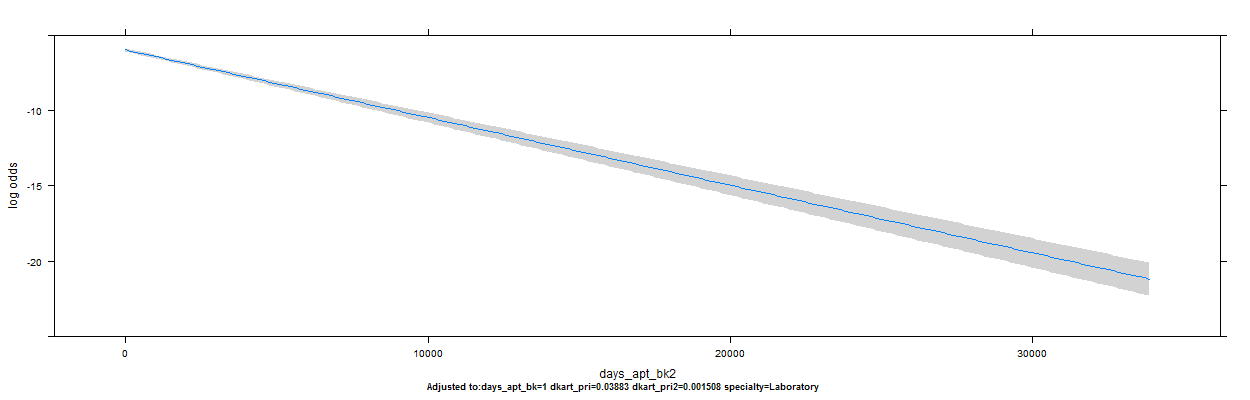 log odds
-10
-15
-20
0 10000 20000 30000
days_apt_bk2
Adjusted to:days_apt_bk=1 dkart_pri=0.03883 dkart_pri2=0.001508 specialty=Laboratory